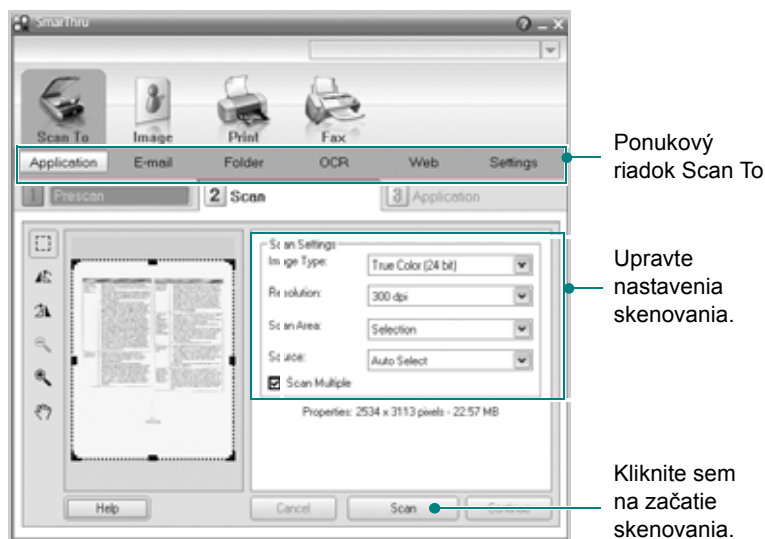 SmarThru
Scan To
Image
Print
Fax
Application E-mail Folder OCR Web Settings
Ponukový
riadok Scan To
1 Prescan 2 Scan 3 Application
Scan Settings
Image Type: True Color (24 bit)
Resolution: 300 dpi
Scan Area: Selection
Source: Auto Select
Scan Multiple
Properties: 2534 x 3113 pixels - 22.57 MB
Upravte
nastavenia
skenovania.
Help Cancel Scan Continue
Kliknite sem
na začatie
skenovania.